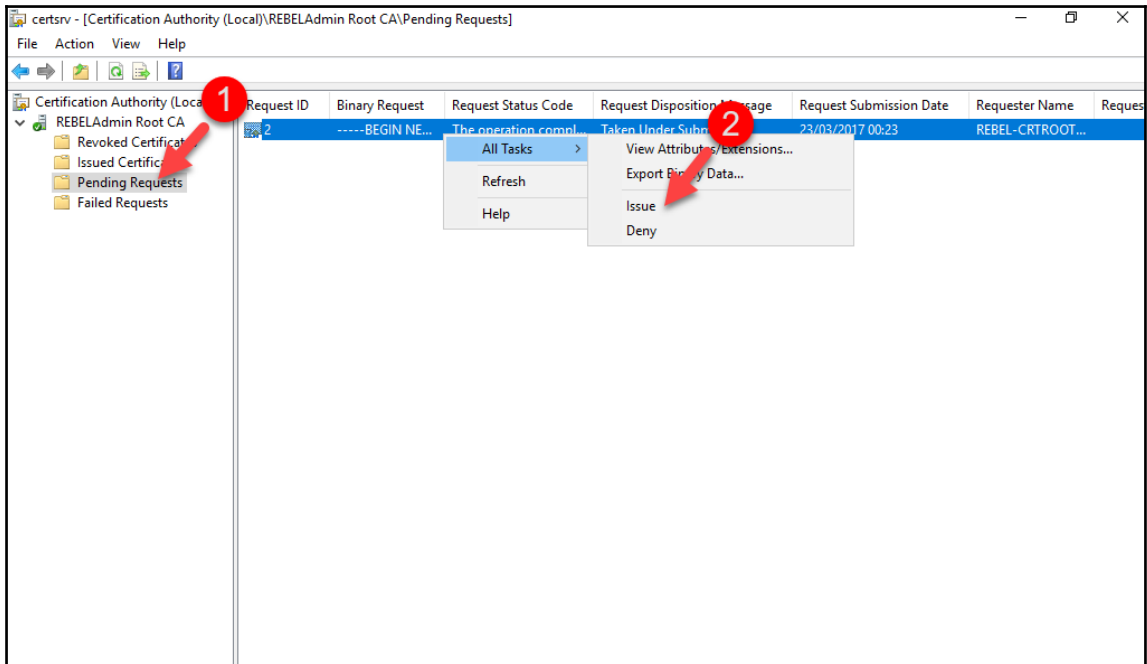 certsrv - [Certification Authority (Local)\REBELAdmin Root CA\Pending Requests]
File Action View Help
Certification Authority (Loca
1
Request ID Binary Request Request Status Code Request Disposition Message Request Submission Date Requester Name Reques
REBELAdmin Root CA
2 -----BEGIN NE... The operation compl... Taken Under Subm 23/03/2017 00:23 REBEL-CRTROOT...
2
Revoked Certificates
All Tasks > View Attributes/Extensions...
Issued Certificates
Export Binary Data...
Pending Requests
Refresh
Failed Requests
Issue
Help
Deny